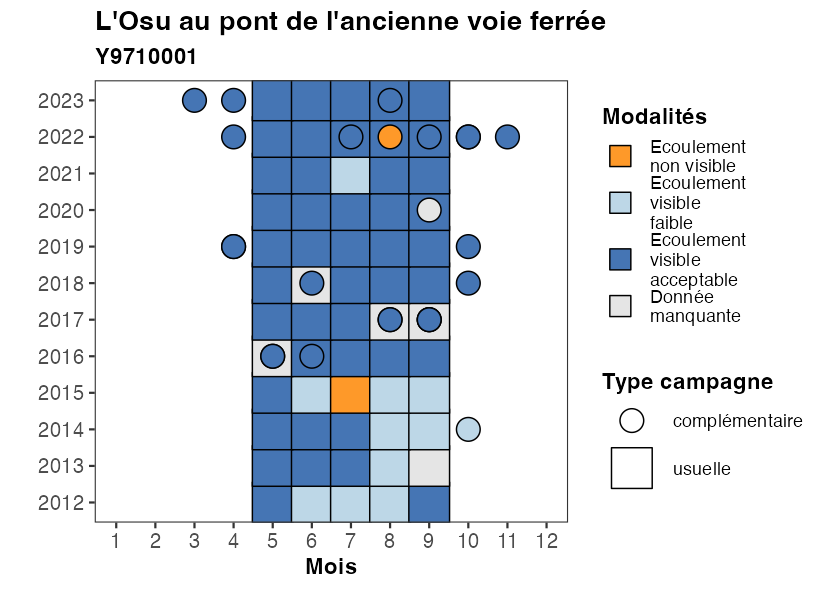 L'Osu au pont de l'ancienne voie ferrée
Y9710001
2023
2022
2021
2020
2019
2018
2017
2016
2015
2014
2013
2012
1 2 3 4 5 6 7 8 9 10 11 12
Mois
Modalités
Ecoulement
non visible
Ecoulement
visible
faible
Ecoulement
visible
acceptable
Donnée
manquante
Type campagne
complémentaire
usuelle